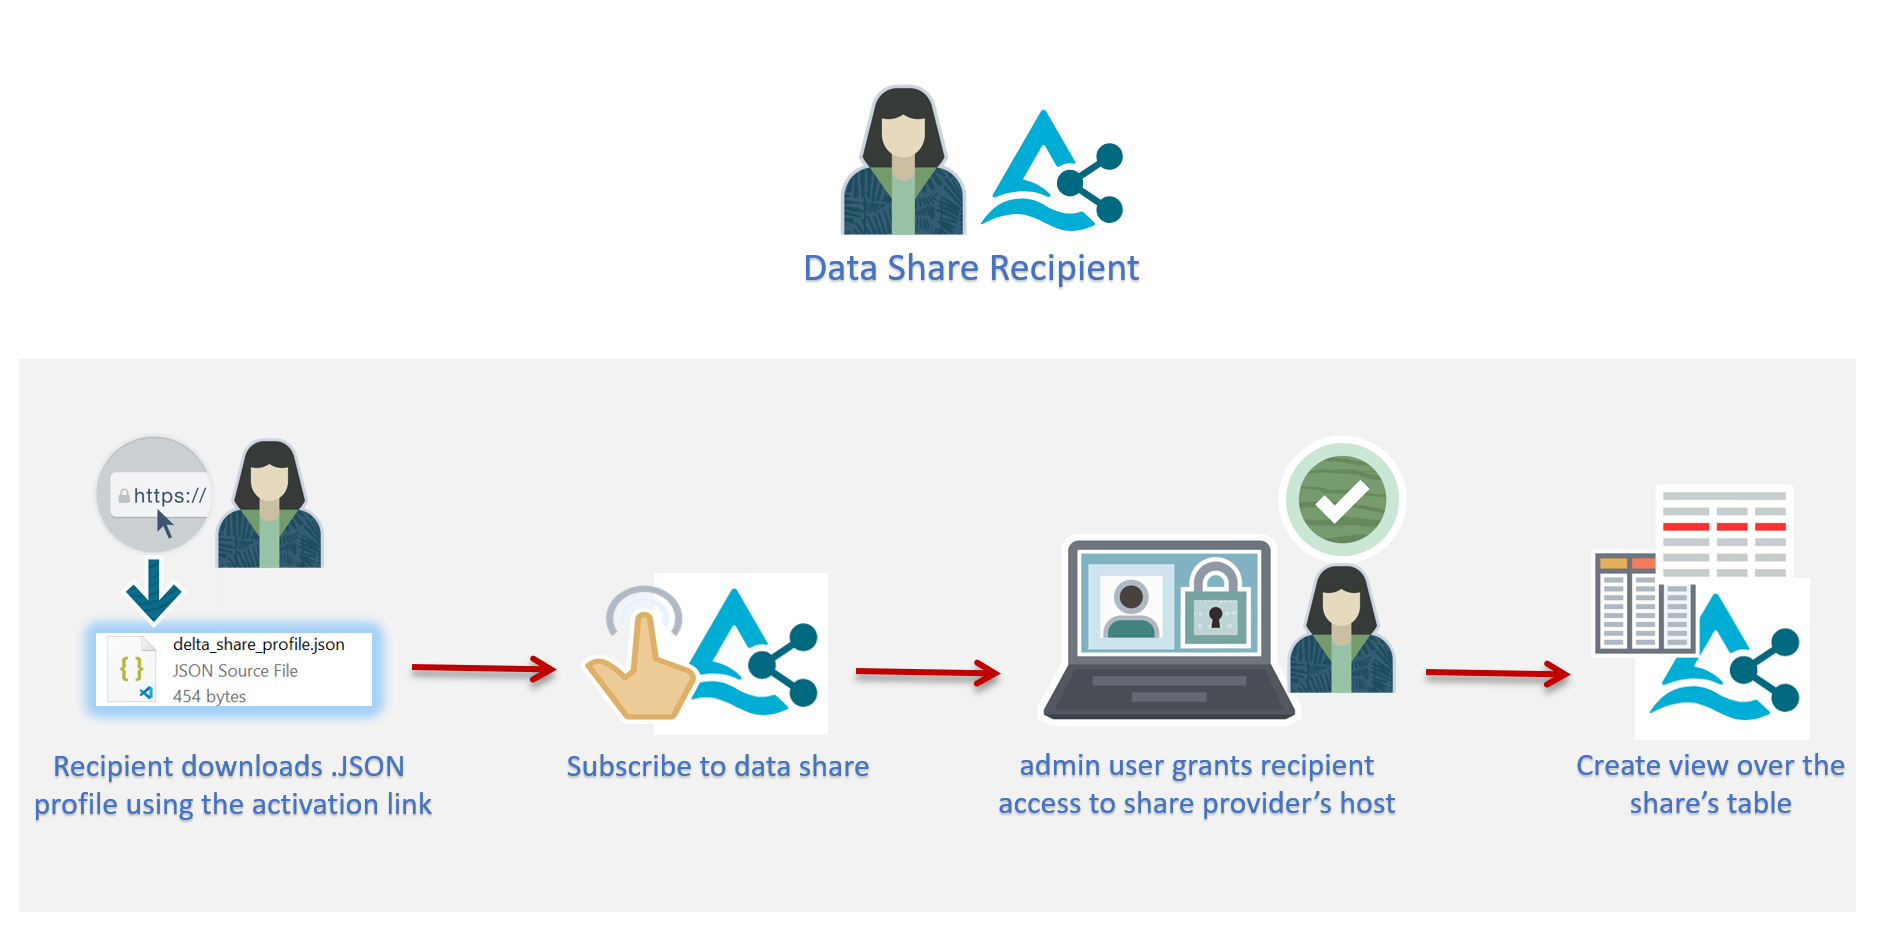 Data Share Recipient
https://
delta_share_profile.json
JSON Source File
454 bytes
Recipient downloads .JSON
profile using the activation link
Subscribe to data share
admin user grants recipient
access to share provider's host
Create view over the
share's table